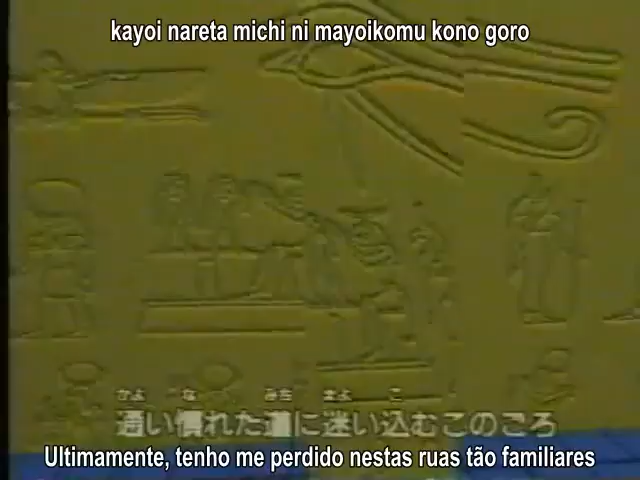 kayoi nareta michi ni mayoikomu kono goro
かよ な みち まよ こ
通い慣れた道に迷い込むこのごろ
Ultimamente, tenho me perdido nestas ruas tão familiares